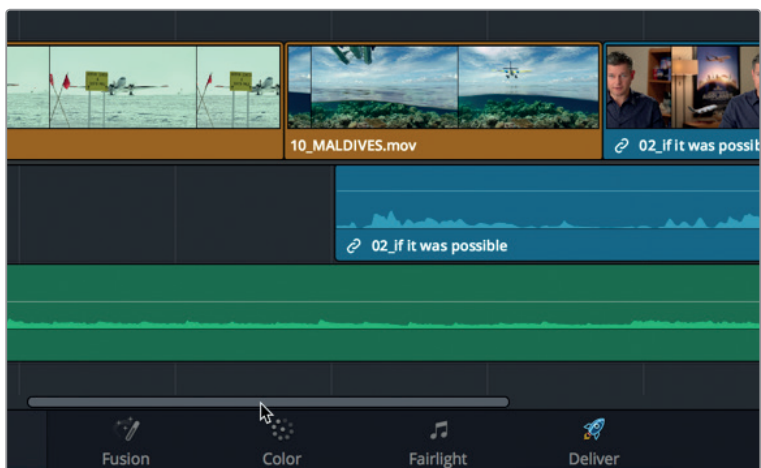 10_MALDIVES.mov
02_if it was possib
02_if it was possible
Fusion
Color
Fairlight
Deliver